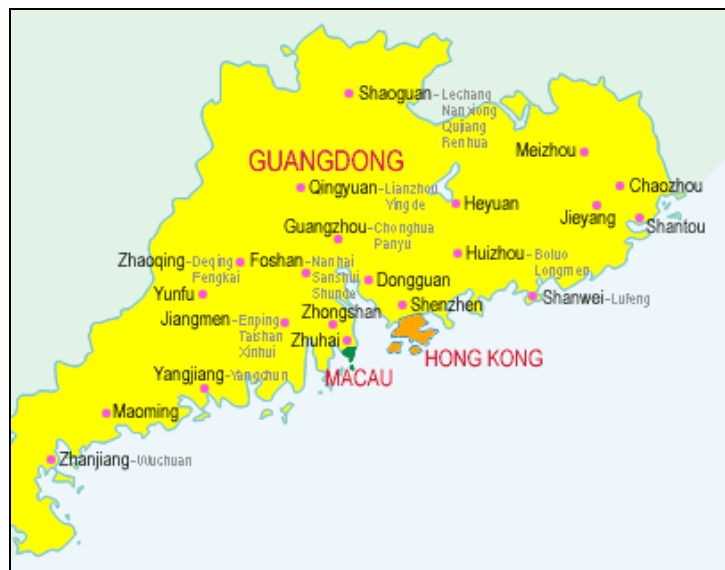 Shaoguan-Lechang
Nanxiong
Qujiang
Renhua
Meizhou
GUANGDONG
Qingyuan-Lianzhou
Yingde
Chaozhou
Heyuan
Jieyang
Shantou
Guangzhou-Chonghua
Panyu
Zhaoqing-Deqing
Fengkai
Foshan-Nanhai
Sanshui
Shunde
Huizhou-Boluo
Longmen
Dongguan
Yunfu
Shanwei-Lufeng
Shenzhen
Zhongshan
Jiangmen-Enping
Taishan
Xinhui
Zhuhai
HONG KONG
MACAU
Yangjiang-Yangchun
Maoming
Zhanjiang-Wuchuan